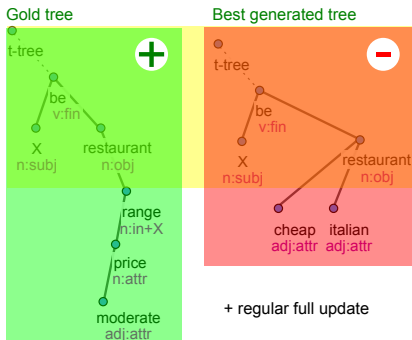 Gold tree
t-tree
be
v:fin
X
n:subj
restaurant
n:obj
range
n:in+X
price
n:attr
moderate
adj:attr
Best generated tree
t-tree
be
v:fin
X
n:subj
restaurant
n:obj
cheap
adj:attr
italian
adj:attr
+ regular full update